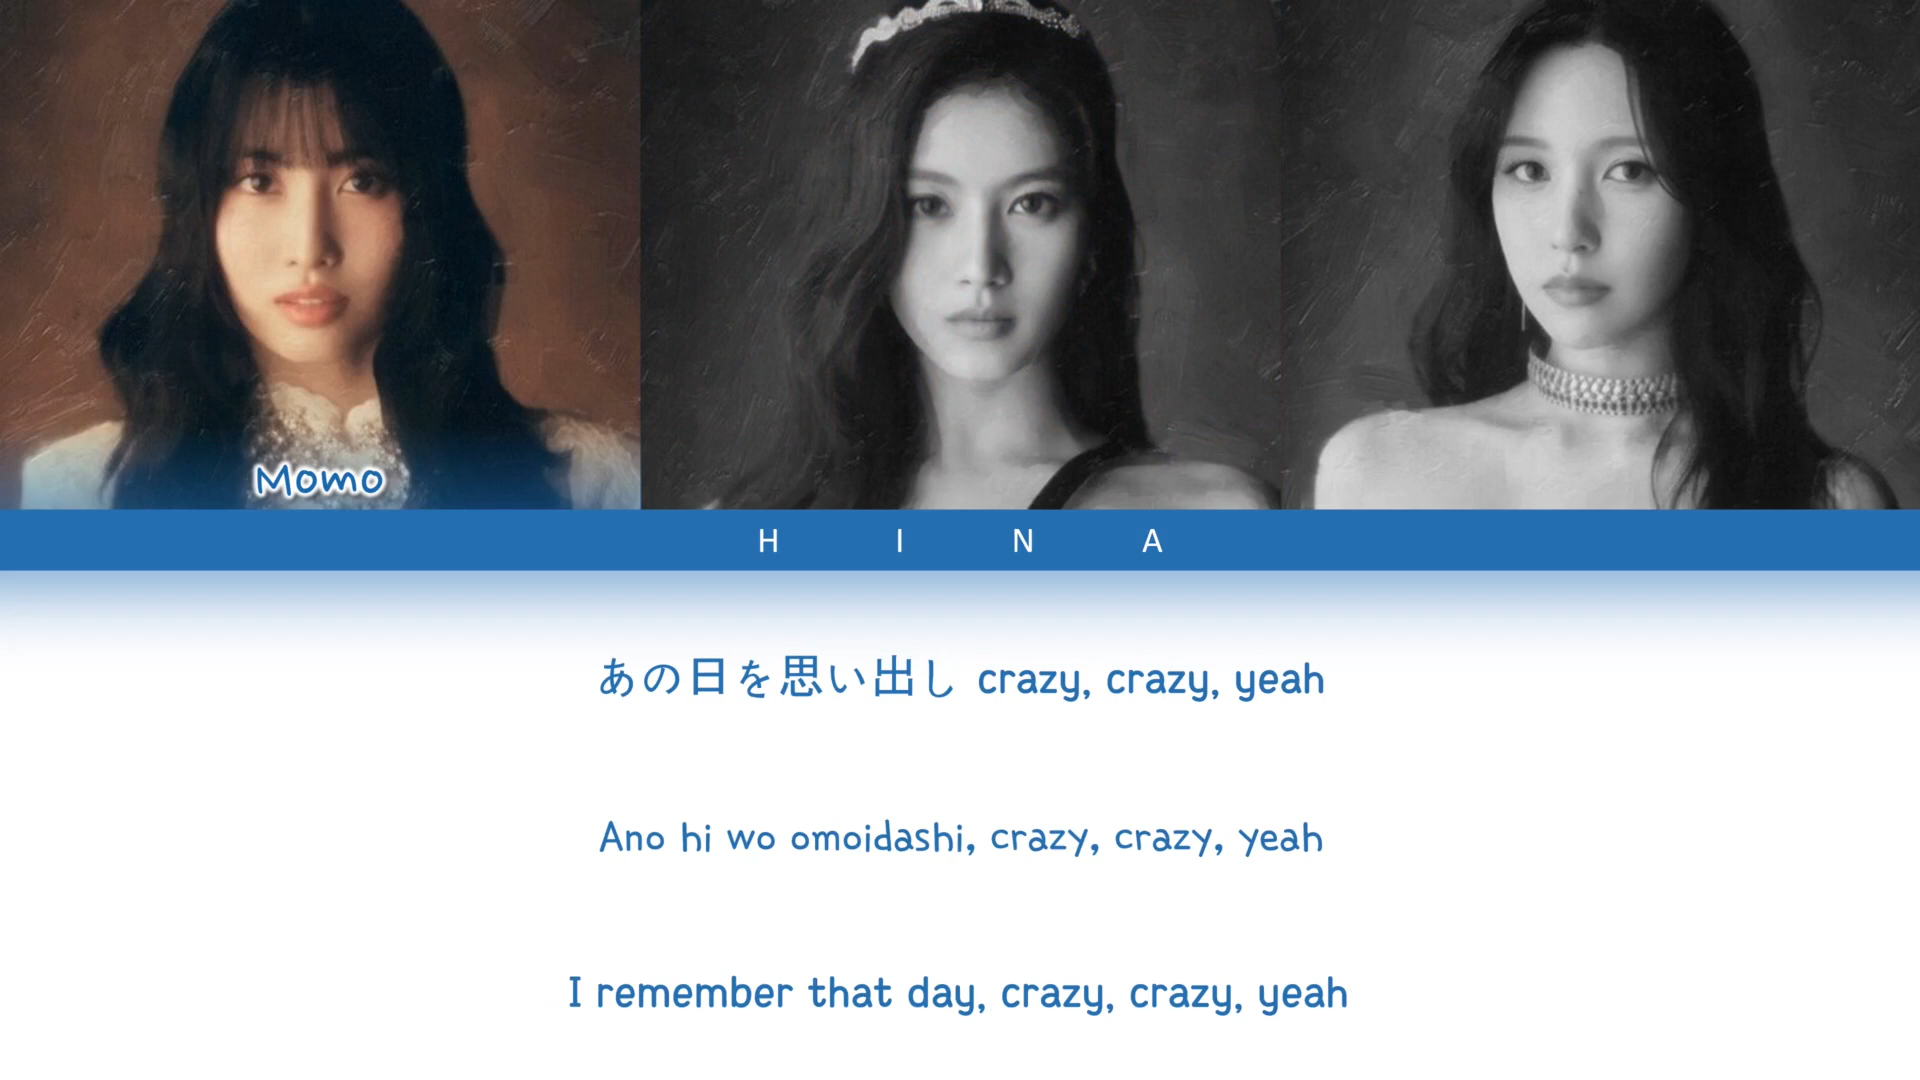 Momo
H I N A
あの日を思い出し crazy, crazy, yeah
Ano hi wo omoidashi, crazy, crazy, yeah
I remember that day, crazy, crazy, yeah